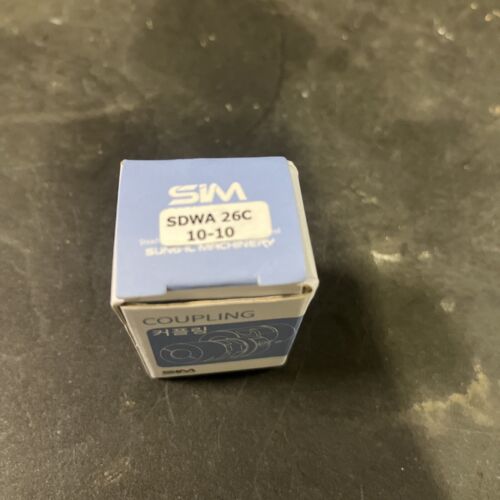 SIM
SDWA 26C
10-10
SUNGIL MACHINERY
COUPLING
커플링
SIM